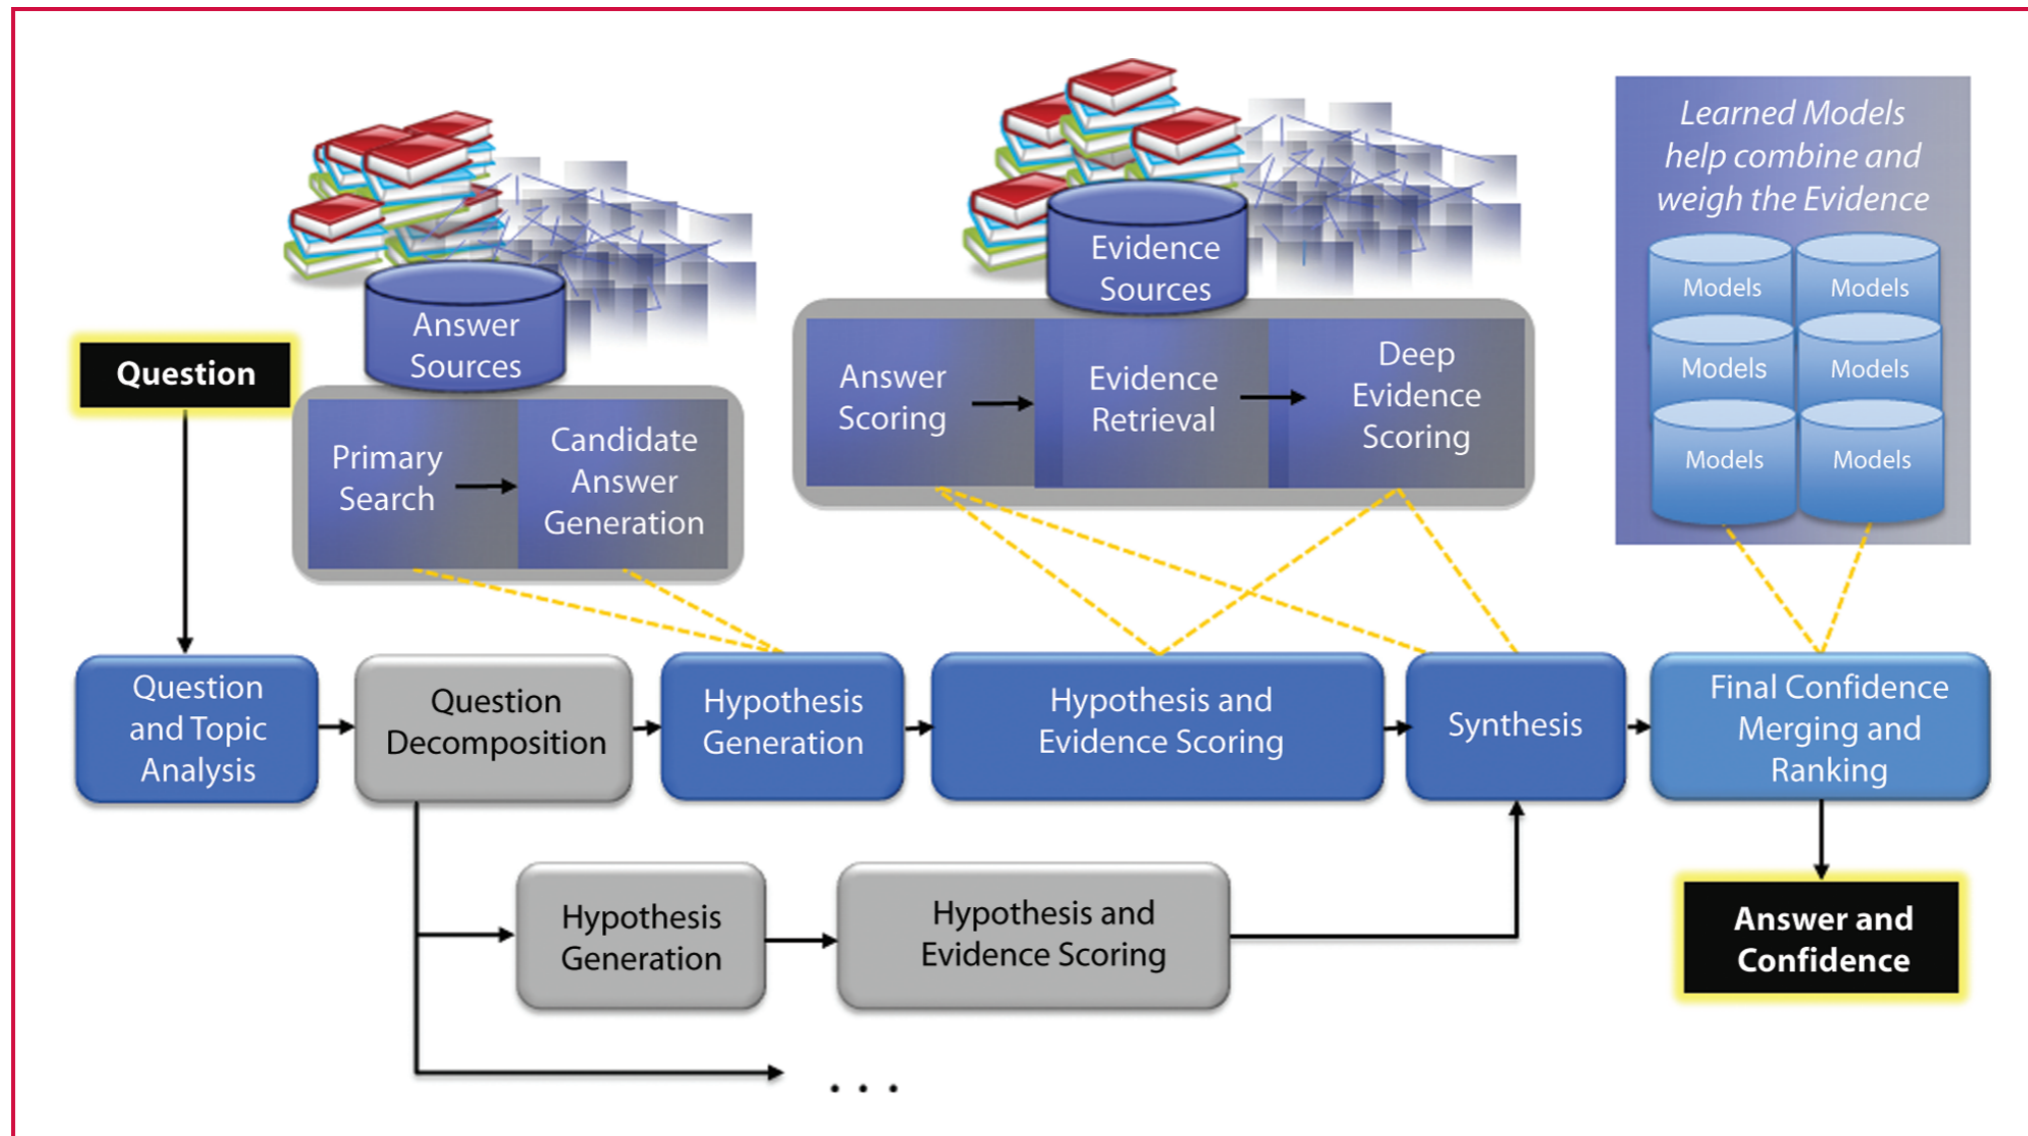 Learned Models
help combine and
weigh the Evidence
Models
Models
Models
Models
Models
Models
Evidence
Sources
Answer
Scoring
Evidence
Retrieval
Deep
Evidence
Scoring
Answer
Sources
Primary
Search
Candidate
Answer
Generation
Question
Question
and Topic
Analysis
Question
Decomposition
Hypothesis
Generation
Hypothesis and
Evidence Scoring
Synthesis
Final Confidence
Merging and
Ranking
Hypothesis
Generation
Hypothesis and
Evidence Scoring
Answer and
Confidence
. . .